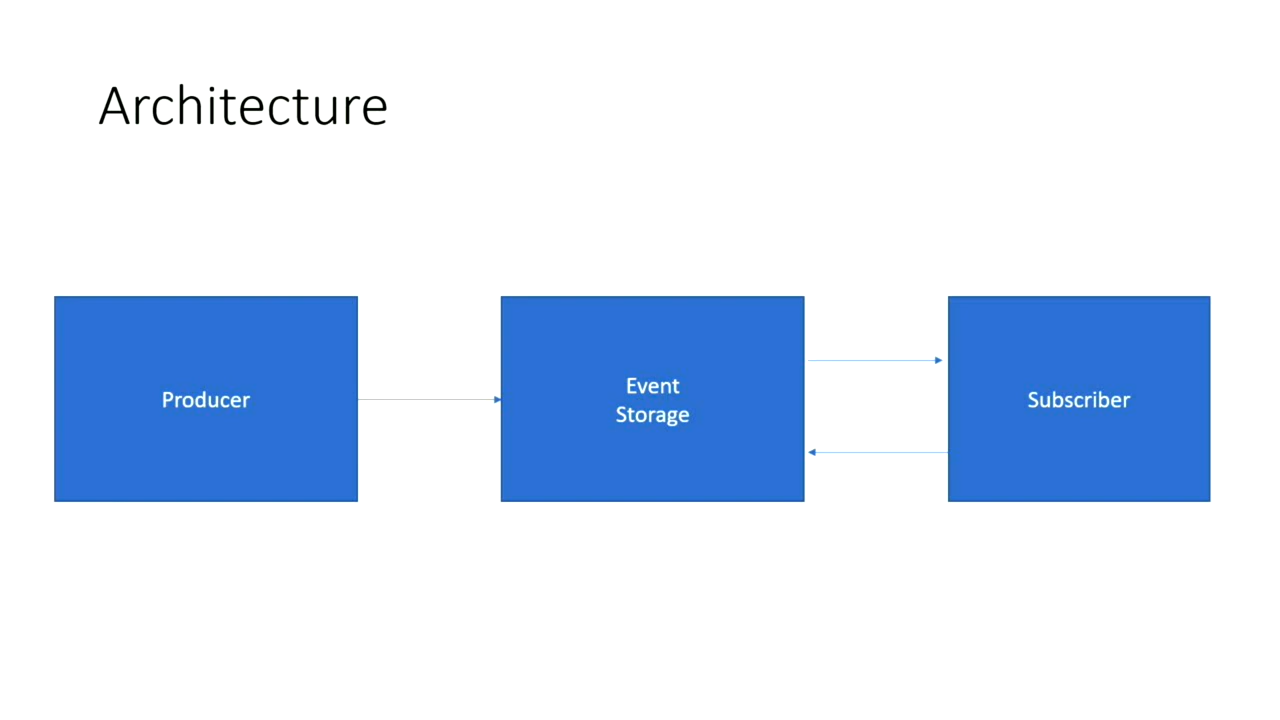 Architecture
Producer
Event
Storage
Subscriber